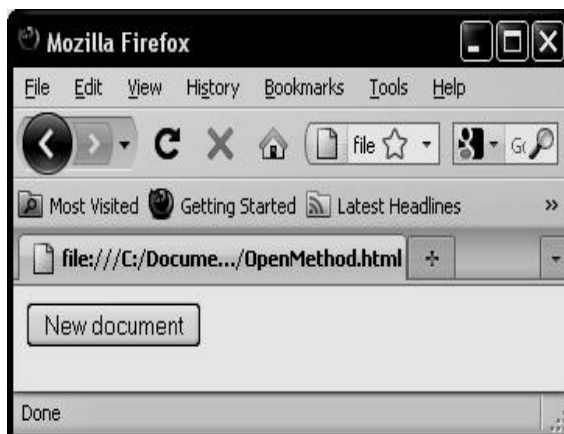 Mozilla Firefox
File Edit View History Bookmarks Tools Help
file
Most Visited Getting Started Latest Headlines »
file:///C:/Docume.../OpenMethod.html
New document
Done